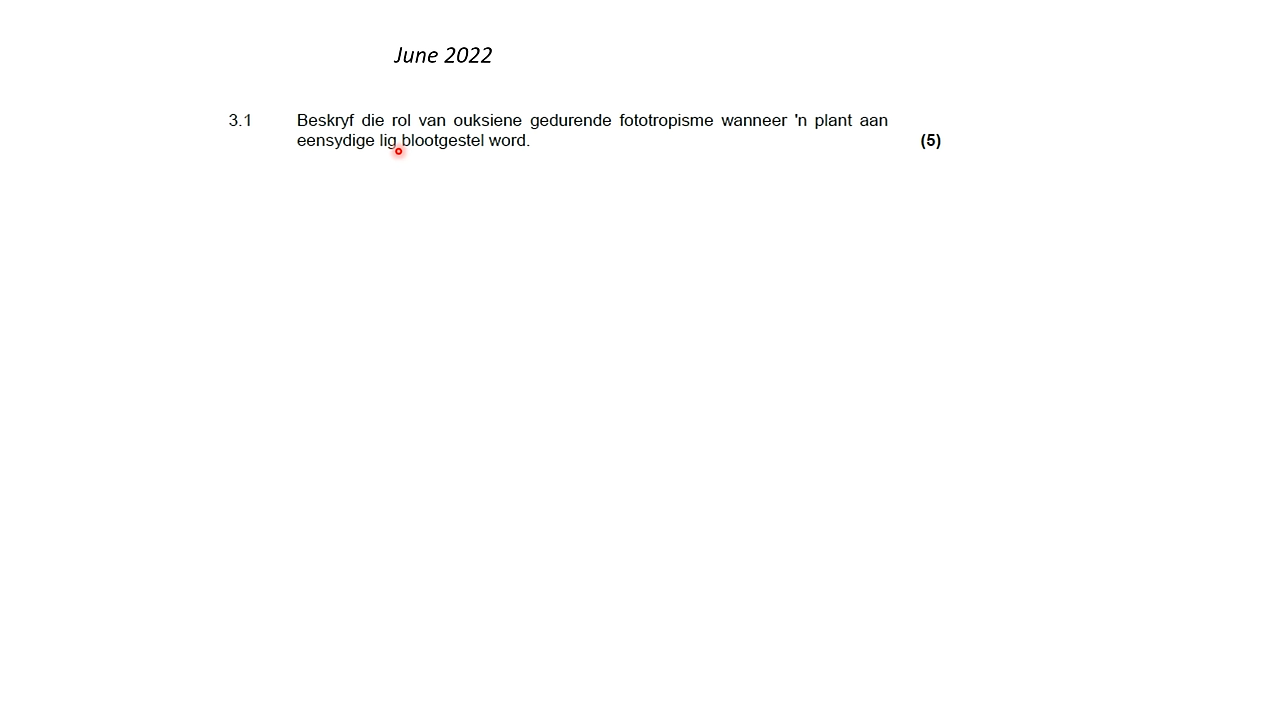 June 2022
3.1 Beskryf die rol van ouksiene gedurende fototropisme wanneer 'n plant aan
eensydige lig blootgestel word. (5)